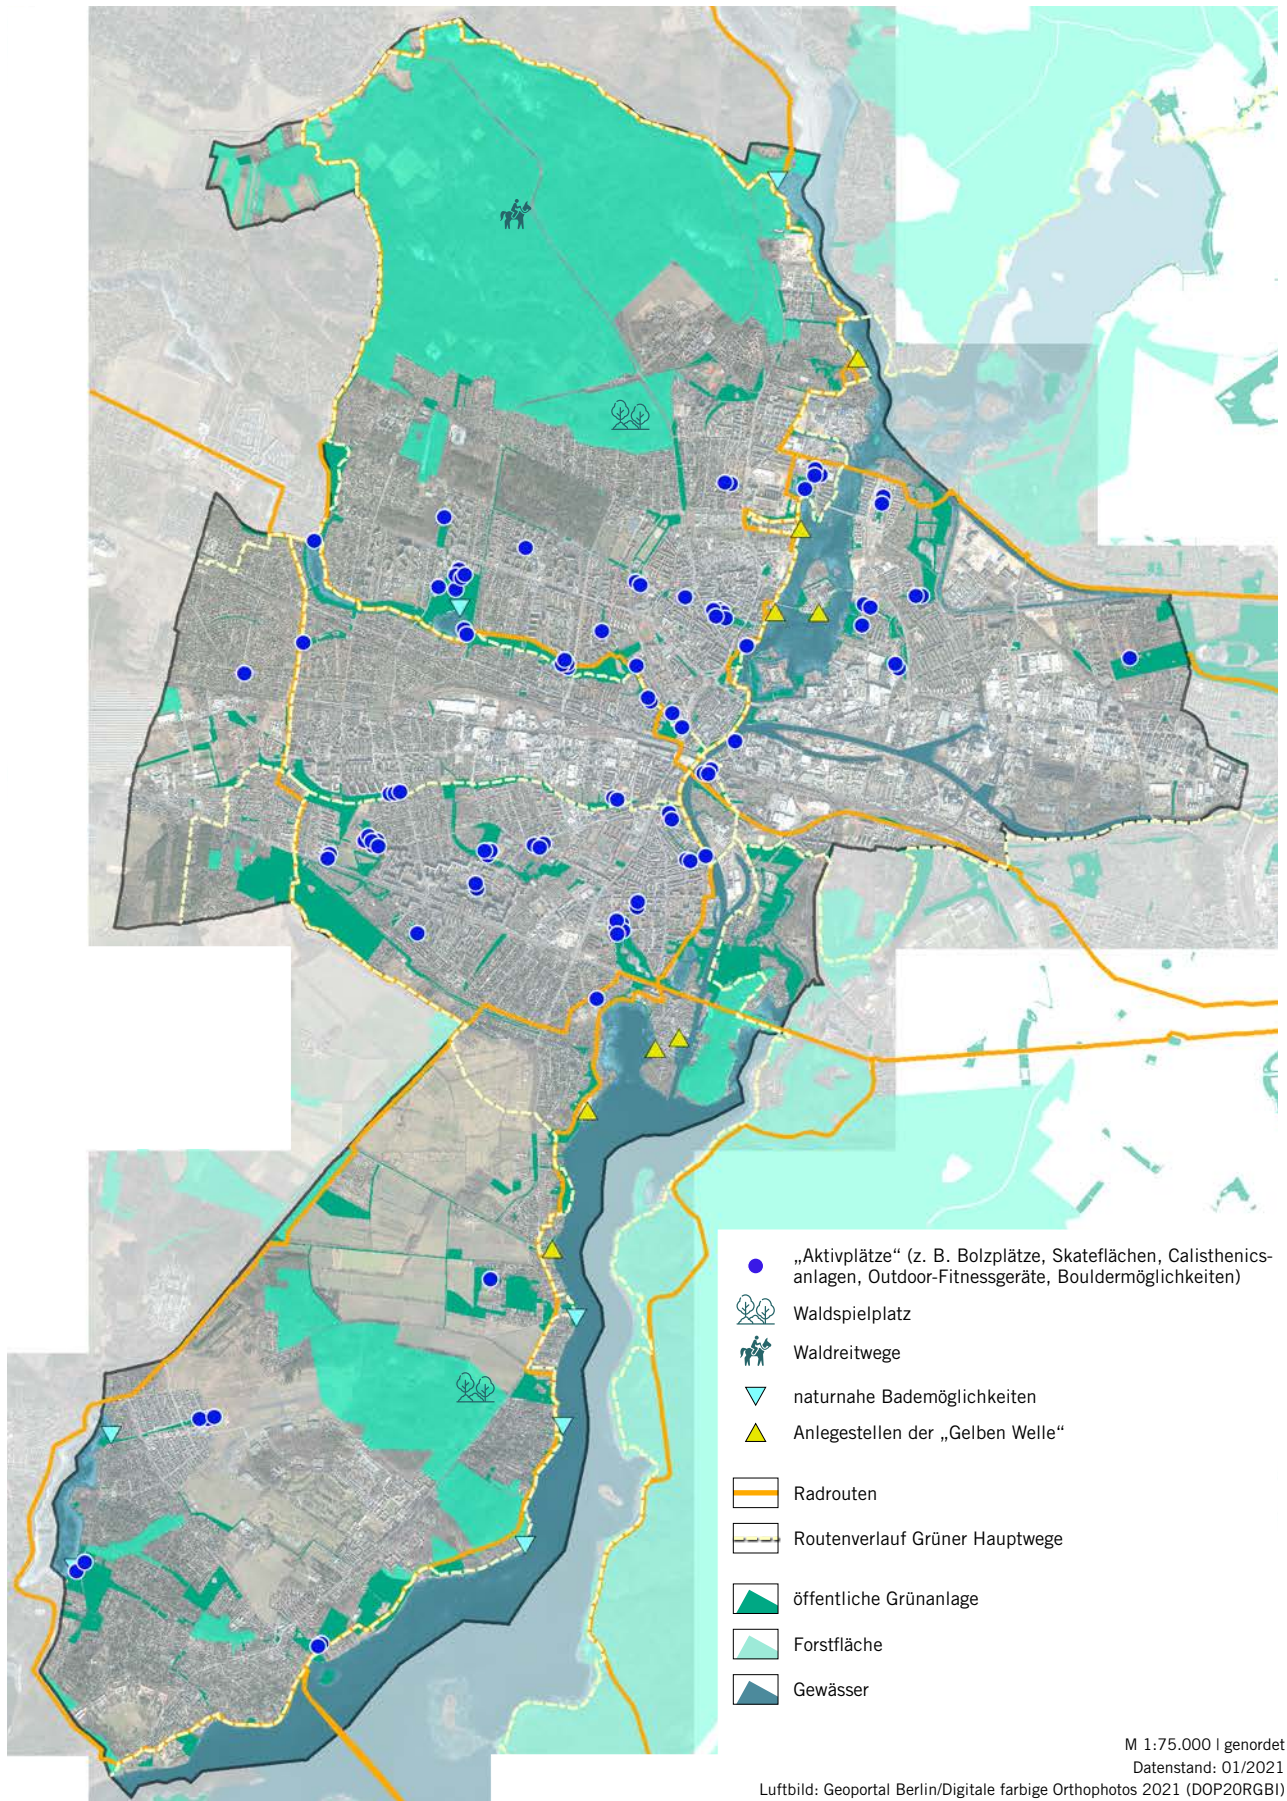 „Aktivplätze“ (z. B. Bolzplätze, Skateflächen, Calisthenics-
anlagen, Outdoor-Fitnessgeräte, Bouldermöglichkeiten)
Waldspielplatz
Waldreitwege
naturnahe Bademöglichkeiten
Anlegestellen der „Gelben Welle“
Radrouten
Routenverlauf Grüner Hauptwege
öffentliche Grünanlage
Forstfläche
Gewässer
M 1:75.000 I genordet
Datenstand: 01/2021
Luftbild: Geoportal Berlin/Digitale farbige Orthophotos 2021 (DOP20RGBI)